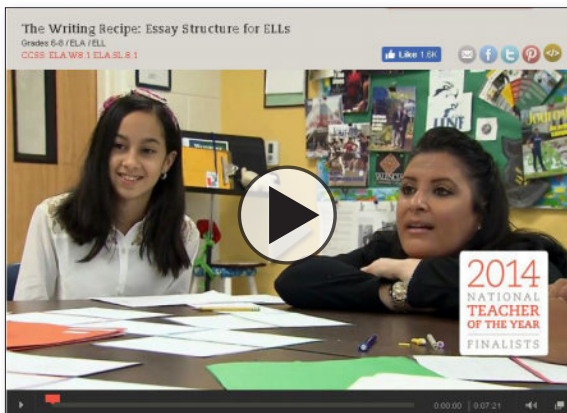 The Writing Recipe: Essay Structure for ELLs
Grades 6-8 / ELA / ELL
CCSS: ELA.W.8.1 ELA.SL.8.1
Like 1.6K
VALENCIA
2014
NATIONAL
TEACHER
OF THE YEAR
FINALISTS
0:00:00 | 0:07:21